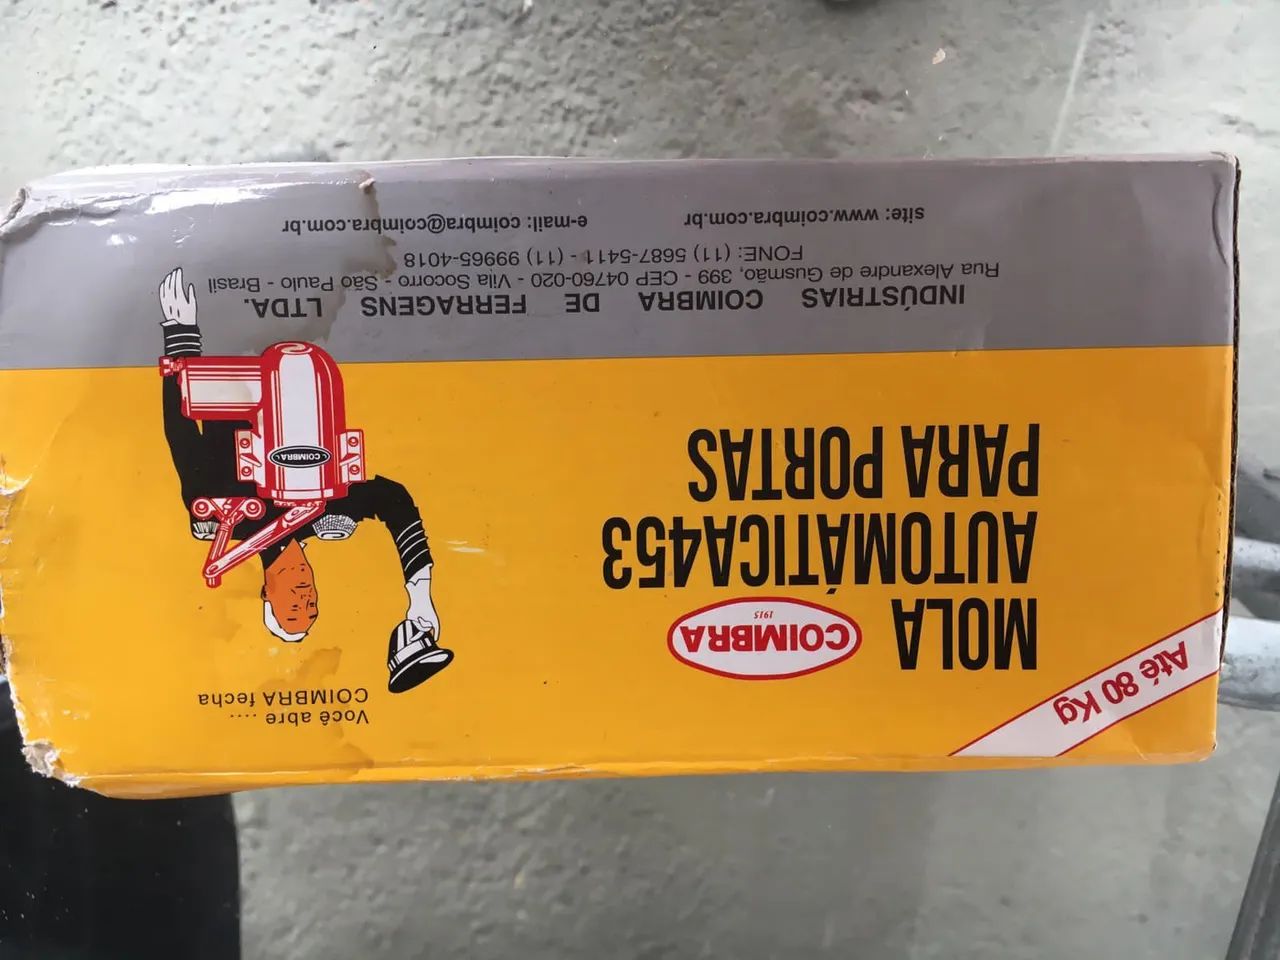 Até 80 Kg
MOLA COIMBRA
1915
AUTOMÁTICA453
PARA PORTAS
Você abre ....
COIMBRA fecha
COIMBRA
INDÚSTRIAS COIMBRA DE FERRAGENS LTDA.
Rua Alexandre de Gusmão, 399 - CEP 04760-020 - Vila Socorro - São Paulo - Brasil
FONE: (11) 5687-5411 - (11) 99965-4018
site: www.coimbra.com.br e-mail: coimbra@coimbra.com.br